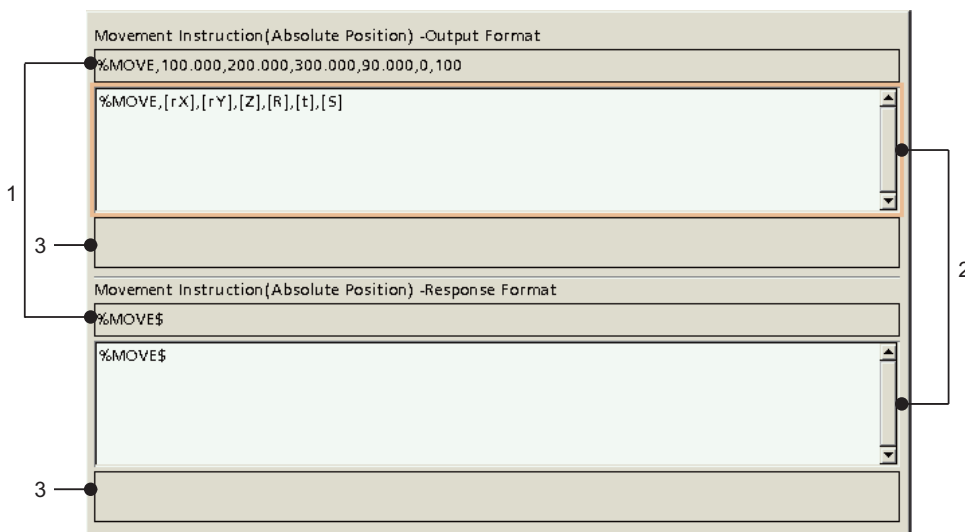 Movement Instruction(Absolute Position) -Output Format
%MOVE,100.000,200.000,300.000,90.000,0,100
%MOVE,[rX],[rY],[Z],[R],[t],[S]
1
2
3
Movement Instruction(Absolute Position) -Response Format
%MOVE$
%MOVE$
3